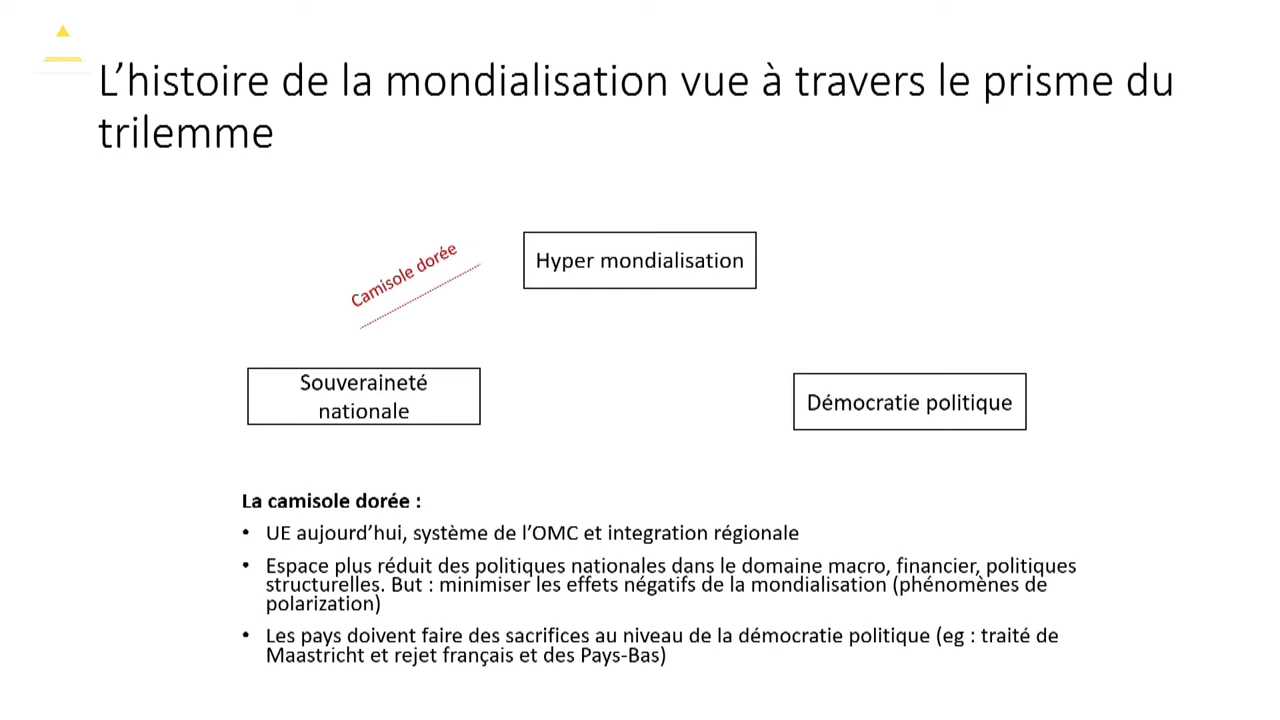 L’histoire de la mondialisation vue à travers le prisme du
trilemme
Camisole dorée
Hyper mondialisation
Souveraineté
nationale
Démocratie politique
La camisole dorée :
• UE aujourd’hui, système de l’OMC et integration régionale
• Espace plus réduit des politiques nationales dans le domaine macro, financier, politiques
structurelles. But : minimiser les effets négatifs de la mondialisation (phénomènes de
polarization)
• Les pays doivent faire des sacrifices au niveau de la démocratie politique (eg : traité de
Maastricht et rejet français et des Pays-Bas)